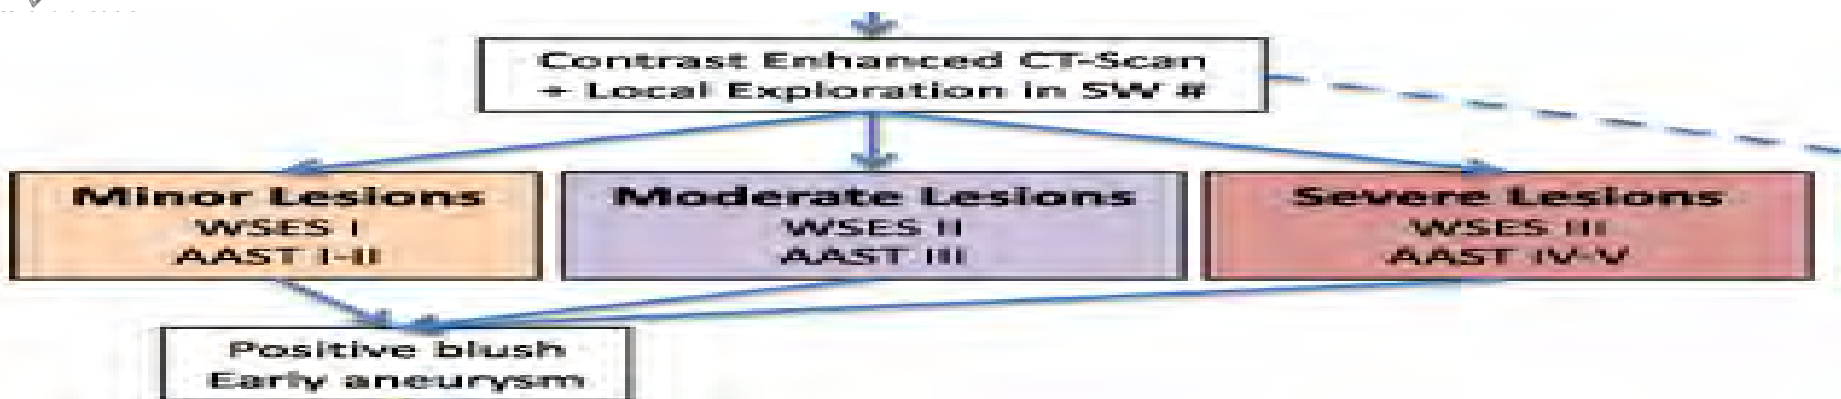 Contrast Enhanced CT-Scan
+ Local Exploration in SW #
Minor Lesions
WSES I
AAST I-II
Moderate Lesions
WSES II
AAST III
Severe Lesions
WSES III
AAST IV-V
Positive blush
Early aneurysm